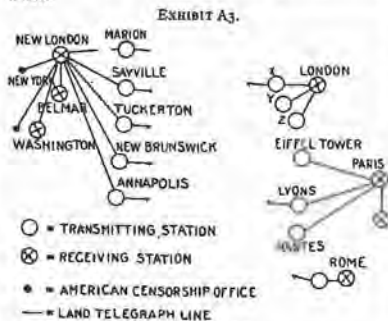 EXHIBIT A3.
NEW LONDON
MARION
SAYVILLE
NEW YORK
BELMAR
TUCKERTON
WASHINGTON
NEW BRUNSWICK
ANNAPOLIS
X
LONDON
Y
Z
EIFFEL TOWER
PARIS
LYONS
ROME
= TRANSMITTING STATION
= RECEIVING STATION
= AMERICAN CENSORSHIP OFFICE
= LAND TELEGRAPH LINE